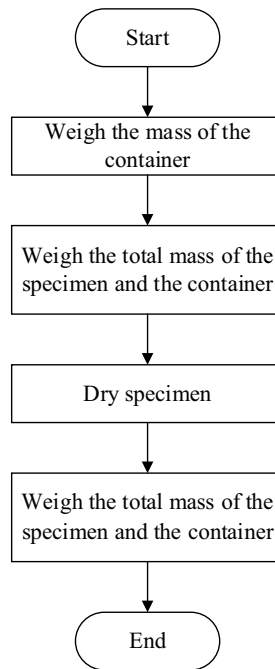 Start
Weigh the mass of the
container
Weigh the total mass of the
specimen and the container
Dry specimen
Weigh the total mass of the
specimen and the container
End